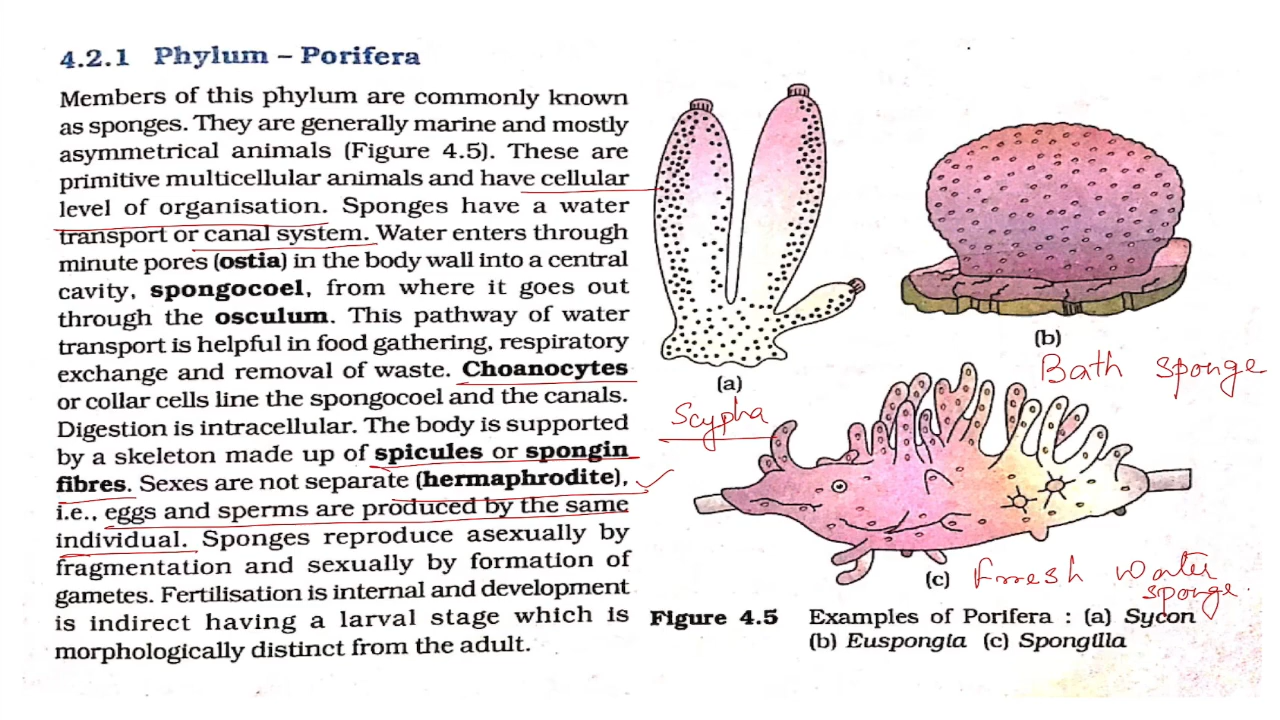 4.2.1 Phylum – Porifera
Members of this phylum are commonly known
as sponges. They are generally marine and mostly
asymmetrical animals (Figure 4.5). These are
primitive multicellular animals and have cellular
level of organisation. Sponges have a water
transport or canal system. Water enters through
minute pores (ostia) in the body wall into a central
cavity, spongocoel, from where it goes out
through the osculum. This pathway of water
transport is helpful in food gathering, respiratory
exchange and removal of waste. Choanocytes
or collar cells line the spongocoel and the canals.
Digestion is intracellular. The body is supported
by a skeleton made up of spicules or spongin
fibres. Sexes are not separate (hermaphrodite),
i.e., eggs and sperms are produced by the same
individual. Sponges reproduce asexually by
fragmentation and sexually by formation of
gametes. Fertilisation is internal and development
is indirect having a larval stage which is
morphologically distinct from the adult.
(a)
Scypha
(b)
Bath sponge
(c) Fresh water
sponge.
Figure 4.5 Examples of Porifera : (a) Sycon
(b) Euspongia (c) Spongilla